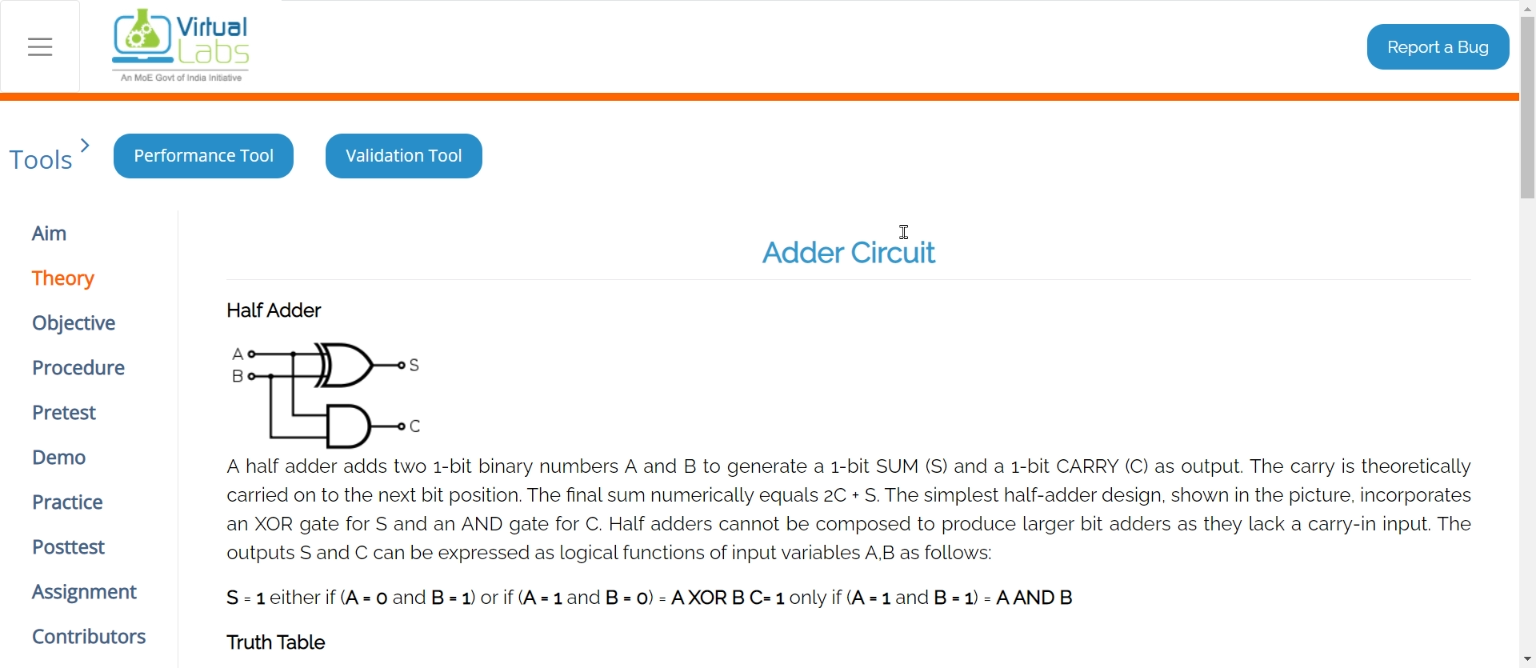 Virtual
Labs
An MoE Govt of India Initiative
Report a Bug
Tools
Performance Tool
Validation Tool
Aim
Theory
Objective
Procedure
Pretest
Demo
Practice
Posttest
Assignment
Contributors
Adder Circuit
Half Adder
A
B
S
C
A half adder adds two 1-bit binary numbers A and B to generate a 1-bit SUM (S) and a 1-bit CARRY (C) as output. The carry is theoretically
carried on to the next bit position. The final sum numerically equals 2C + S. The simplest half-adder design, shown in the picture, incorporates
an XOR gate for S and an AND gate for C. Half adders cannot be composed to produce larger bit adders as they lack a carry-in input. The
outputs S and C can be expressed as logical functions of input variables A,B as follows:
S = 1 either if (A = 0 and B = 1) or if (A = 1 and B = 0) = A XOR B C= 1 only if (A = 1 and B = 1) = A AND B
Truth Table